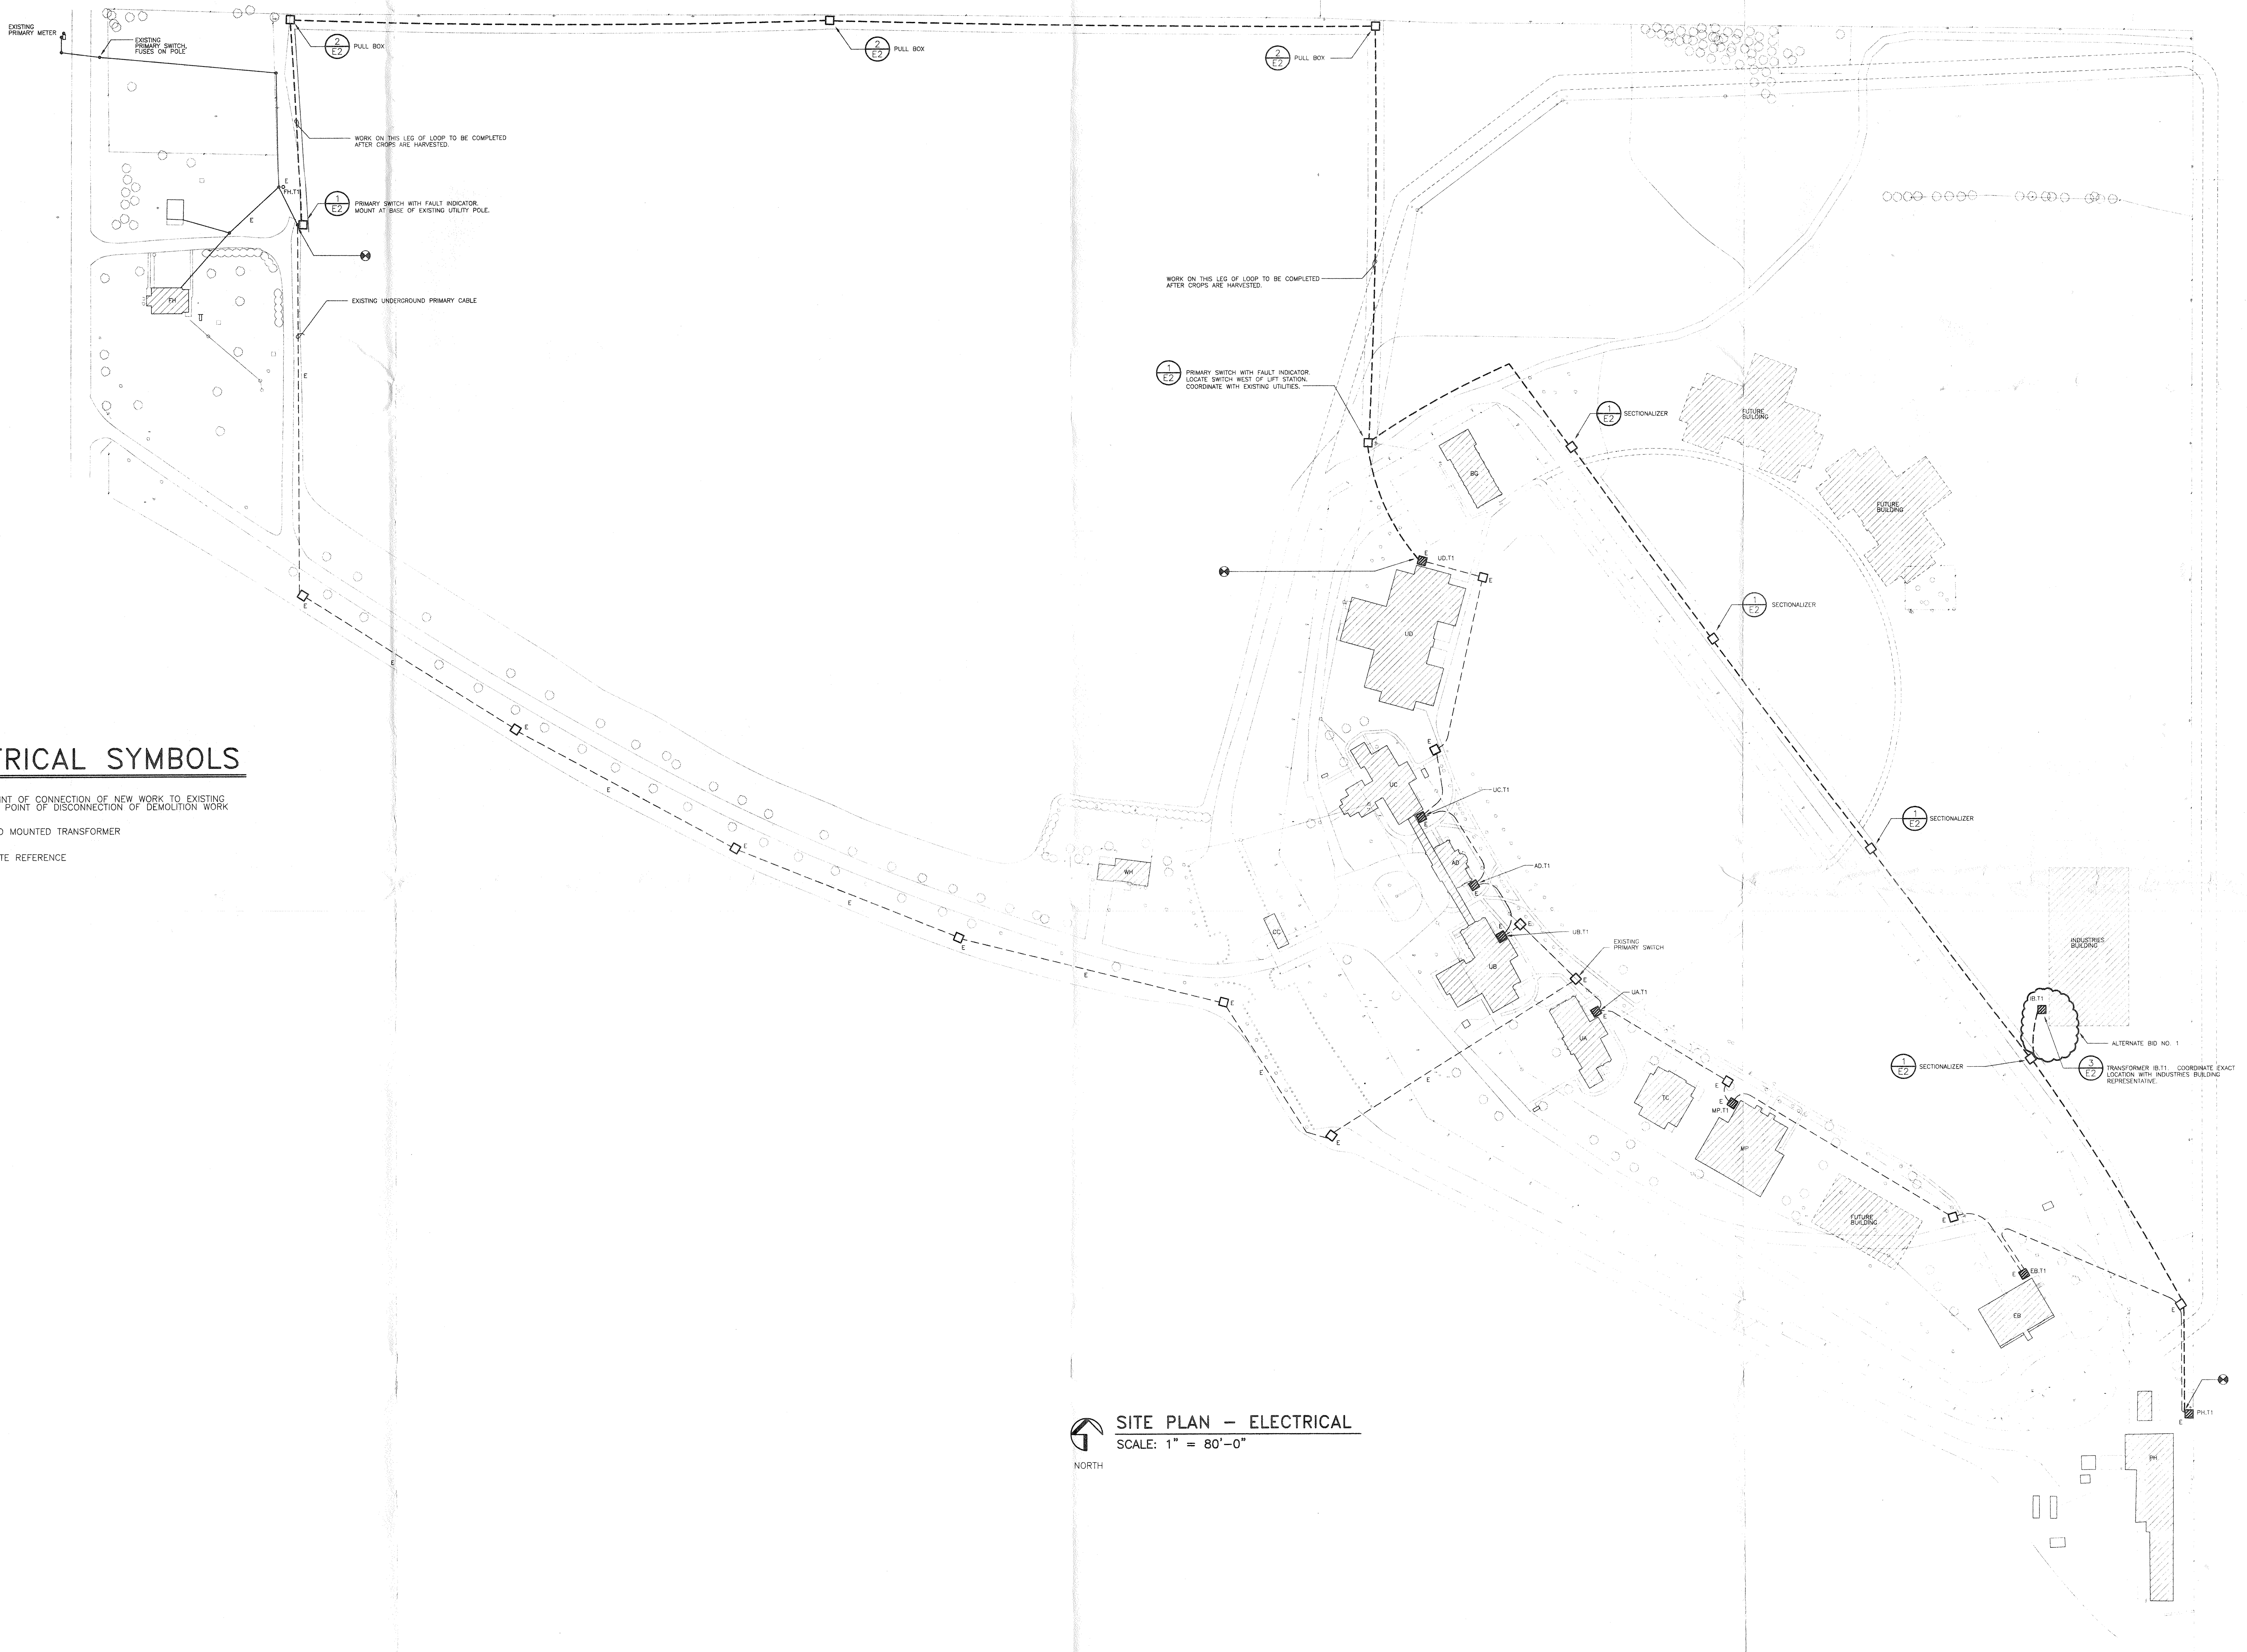 EXISTING
PRIMARY METER
EXISTING
PRIMARY SWITCH,
FUSES ON POLE
2
E2
PULL BOX
2
E2
PULL BOX
2
E2
PULL BOX
WORK ON THIS LEG OF LOOP TO BE COMPLETED
AFTER CROPS ARE HARVESTED.
E
FH.T1
1
E2
PRIMARY SWITCH WITH FAULT INDICATOR.
MOUNT AT BASE OF EXISTING UTILITY POLE.
E
EXISTING UNDERGROUND PRIMARY CABLE
FH
E
WORK ON THIS LEG OF LOOP TO BE COMPLETED
AFTER CROPS ARE HARVESTED.
1
E2
PRIMARY SWITCH WITH FAULT INDICATOR.
LOCATE SWITCH WEST OF LIFT STATION.
COORDINATE WITH EXISTING UTILITIES.
1
E2
SECTIONALIZER
FUTURE
BUILDING
BG
FUTURE
BUILDING
E
UD.T1
E
1
E2
SECTIONALIZER
UD
E
E
E
E
TRICAL SYMBOLS
NT OF CONNECTION OF NEW WORK TO EXISTING
POINT OF DISCONNECTION OF DEMOLITION WORK
D MOUNTED TRANSFORMER
TE REFERENCE
E
UC
UC.T1
E
1
E2
SECTIONALIZER
E
E
WH
AD
AD.T1
E
CC
E
E
UB.T1
E
E
UB
EXISTING
PRIMARY SWITCH
E
INDUSTRIES
BUILDING
E
E
UA.T1
E
UA
IB.T1
ALTERNATE BID NO. 1
1
E2
SECTIONALIZER
3
E2
TRANSFORMER IB.T1. COORDINATE EXACT
LOCATION WITH INDUSTRIES BUILDING
REPRESENTATIVE.
E
E
E
TC
E
E
MP.T1
MP
FUTURE
BUILDING
E
E
EB.T1
EB
E
PH.T1
E
PH
SITE PLAN - ELECTRICAL
SCALE: 1" = 80'-0"
NORTH